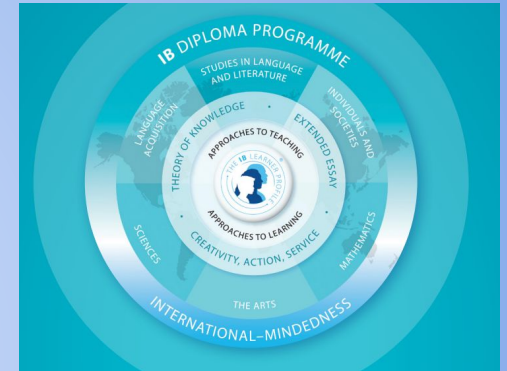 IB DIPLOMA PROGRAMME
STUDIES IN LANGUAGE
AND LITERATURE
LANGUAGE
ACQUISITION
INDIVIDUALS AND
SOCIETIES
THEORY OF KNOWLEDGE
EXTENDED ESSAY
APPROACHES TO TEACHING
THE IB LEARNER PROFILE
APPROACHES TO LEARNING
CREATIVITY, ACTION, SERVICE
SCIENCES
MATHEMATICS
THE ARTS
INTERNATIONAL–MINDEDNESS